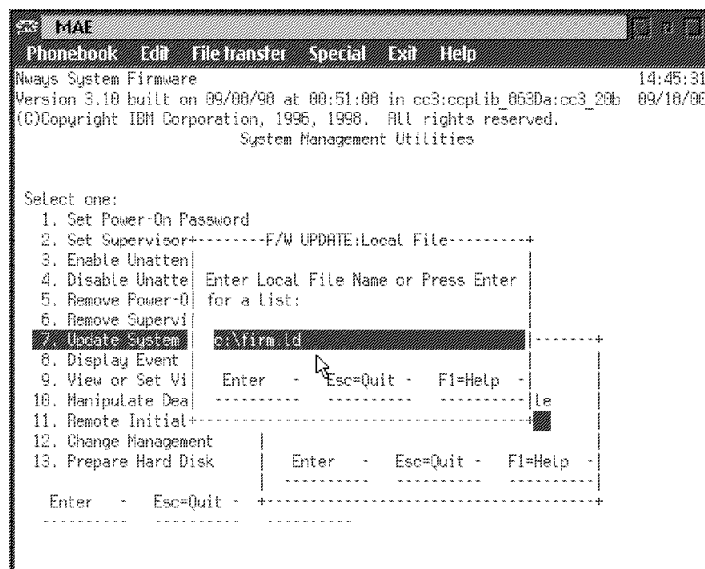 MAE
Phonebook Edit File transfer Special Exit Help
Nways System Firmware 14:45:31
Version 3.10 built on 09/08/98 at 00:51:08 in cc3:ccplib_063Da:cc3_20b 09/10/00
(C)Copyright IBM Corporation, 1996, 1998. All rights reserved.
System Management Utilities
Select one:
1. Set Power-On Password
2. Set Supervisor
F/W UPDATE:Local File
3. Enable Unatten
4. Disable Unatte
Enter Local File Name or Press Enter
5. Remove Power-O
for a list:
6. Remove Supervi
7. Update System
c:\firm.ld
8. Display Event
9. View or Set Vi
Enter - Esc=Quit - F1=Help -
10. Manipulate Dea
le
11. Remote Initial
12. Change Management
13. Prepare Hard Disk
Enter - Esc=Quit - F1=Help -
Enter - Esc=Quit -